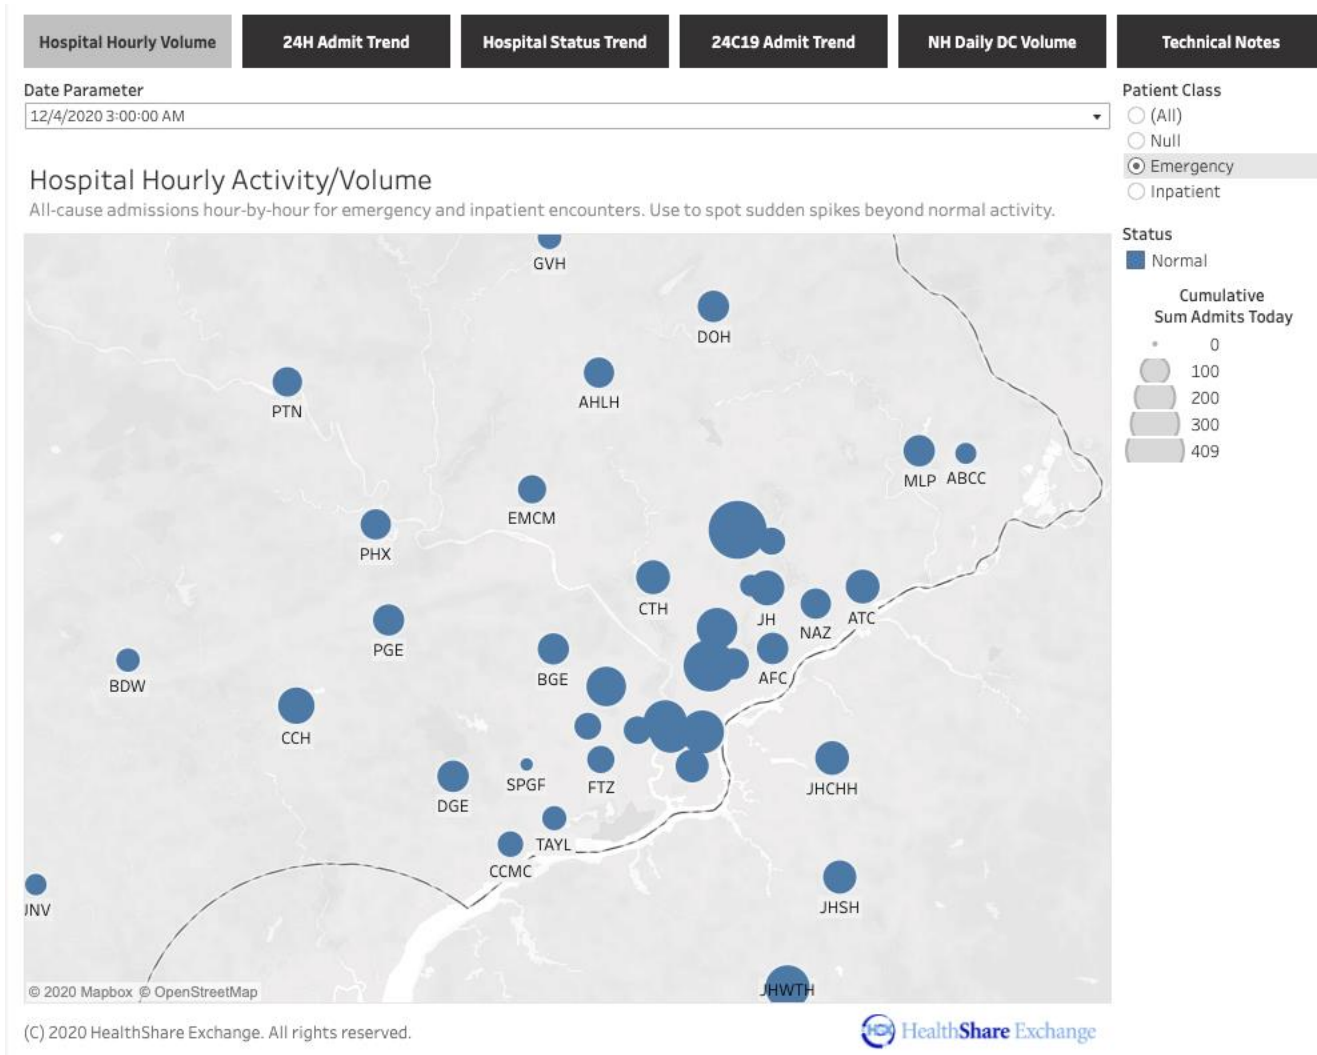 Hospital Hourly Volume
24H Admit Trend
Hospital Status Trend
24C19 Admit Trend
NH Daily DC Volume
Technical Notes
Date Parameter
12/4/2020 3:00:00 AM
Patient Class
(All)
Null
Emergency
Inpatient
Hospital Hourly Activity/Volume
All-cause admissions hour-by-hour for emergency and inpatient encounters. Use to spot sudden spikes beyond normal activity.
Status
Normal
Cumulative
Sum Admits Today
0
100
200
300
409
GVH
DOH
PTN
AHLH
MLP
ABCC
EMCM
PHX
CTH
JH
NAZ
ATC
PGE
BGE
AFC
BDW
CCH
SPGF
FTZ
DGE
JHCHH
TAYL
CCMC
JNV
JHSH
JHWTH
© 2020 Mapbox © OpenStreetMap
(C) 2020 HealthShare Exchange. All rights reserved.
HSX HealthShare Exchange